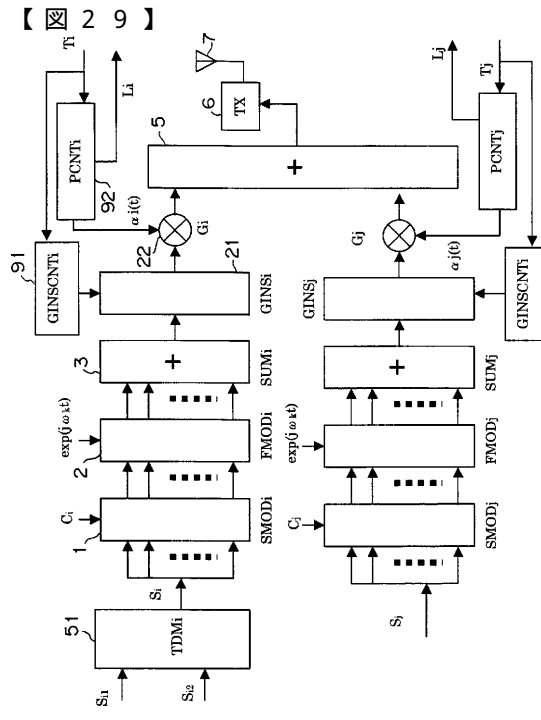 【図２９】
Ti
Li
PCNTi
92
αi(t)
91
GINSCNTi
22
Gi
21
GINSi
3
+
SUMi
exp(jωkt)
2
FMODi
Ci
1
SMODi
Si
51
TDMi
Si1
Si2
7
6
TX
5
+
Lj
Tj
PCNTj
Gj
αj(t)
GINSj
GINSCNTi
+
SUMj
exp(jωkt)
FMODj
Cj
SMODj
Sj